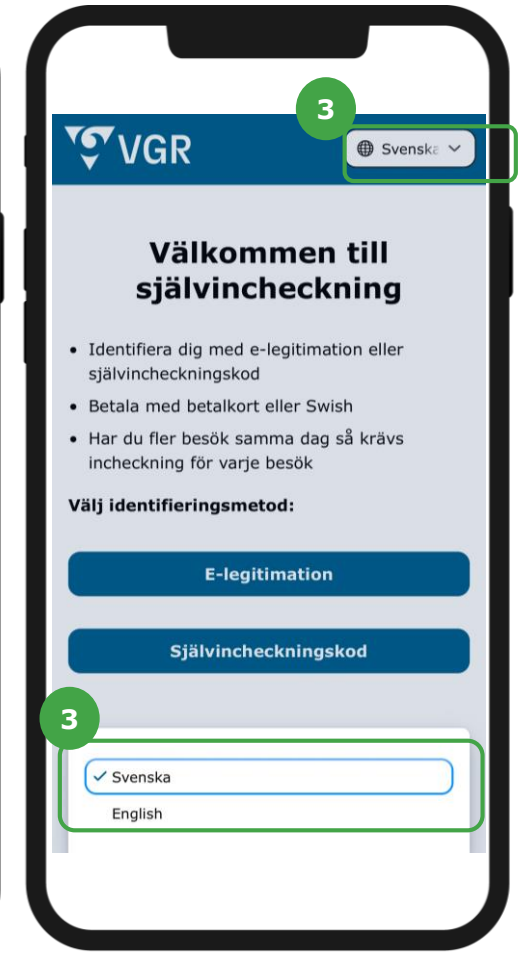 3
VGR
Svenska
Välkommen till
självincheckning
• Identifiera dig med e-legitimation eller
självincheckningskod
• Betala med betalkort eller Swish
• Har du fler besök samma dag så krävs
incheckning för varje besök
Välj identifieringsmetod:
E-legitimation
Självincheckningskod
3
Svenska
English